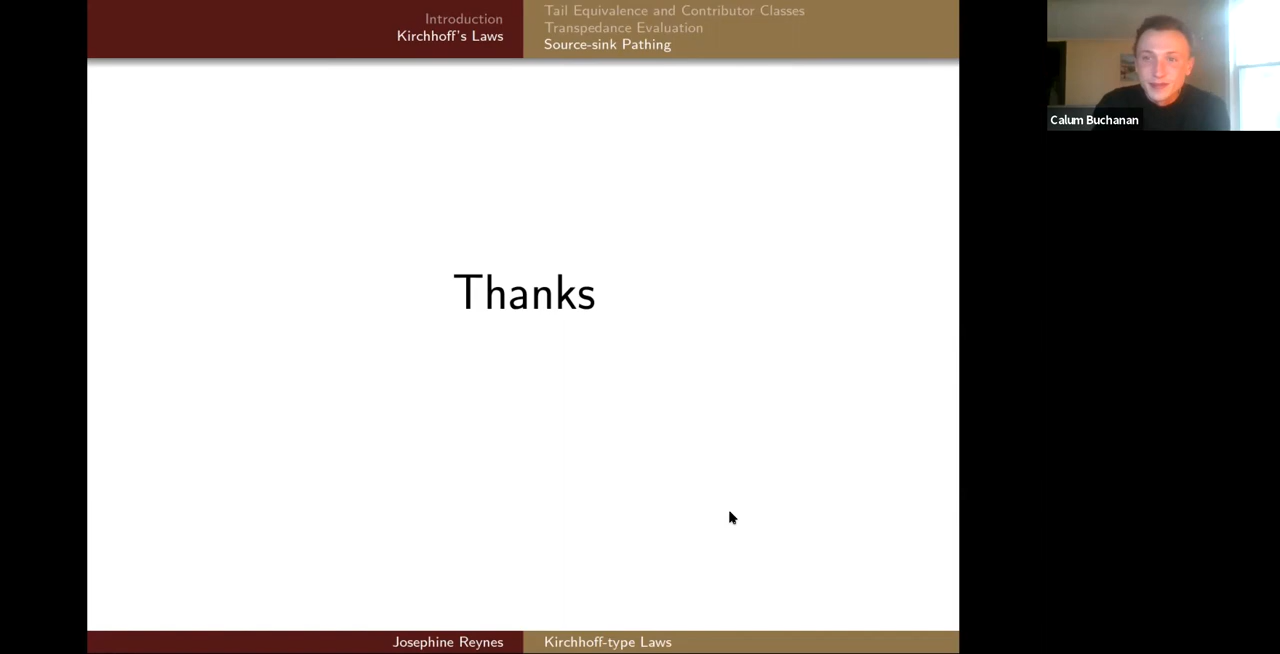 Introduction
Kirchhoff's Laws
Tail Equivalence and Contributor Classes
Transpedance Evaluation
Source-sink Pathing
Calum Buchanan
Thanks
Josephine Reynes
Kirchhoff-type Laws